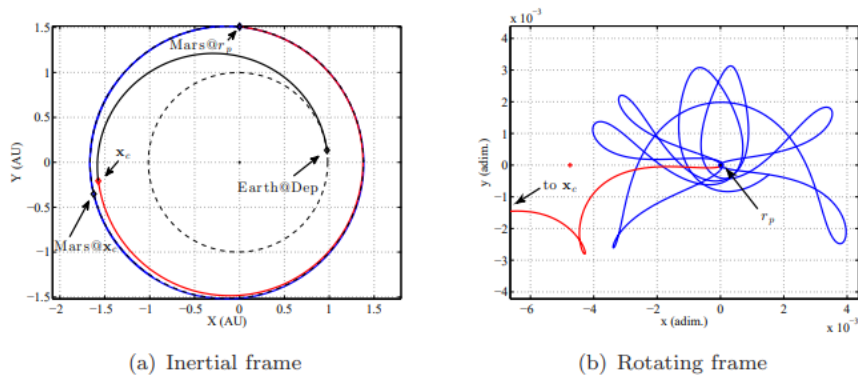 1.5
1
0.5
0
−0.5
−1
−1.5
−2
−1.5
−1
−0.5
0
0.5
1
1.5
X (AU)
Y (AU)
Mars@r_p
x_c
Earth@Dep.
Mars@x_c
(a) Inertial frame
x 10⁻³
4
3
2
1
0
−1
−2
−3
−4
−6
−4
−2
0
2
4
x 10⁻³
x (adim.)
y (adim.)
to x_c
r_p
(b) Rotating frame